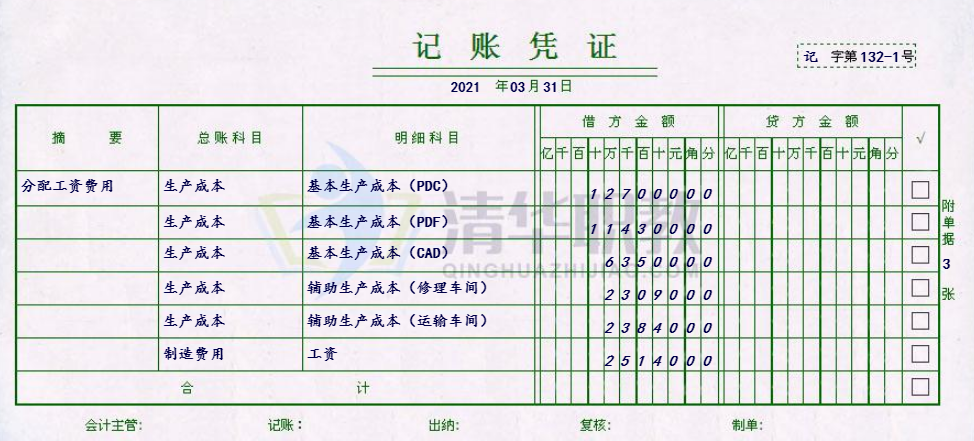 记账凭证
记 字第132-1号
2021 年03月31日
摘 要 总账科目 明细科目 借方金额 贷方金额 √
亿千百十万千百十元角分 亿千百十万千百十元角分
分配工资费用 生产成本 基本生产成本（PDC） 12700000
生产成本 基本生产成本（PDF） 11430000
生产成本 基本生产成本（CAD） 6350000
生产成本 辅助生产成本（修理车间） 2309000
生产成本 辅助生产成本（运输车间） 2384000
制造费用 工资 2514000
合 计
附单据 3 张
会计主管： 记账： 出纳： 复核： 制单：
清华职教
QINGHUAZHIJIAO.COM